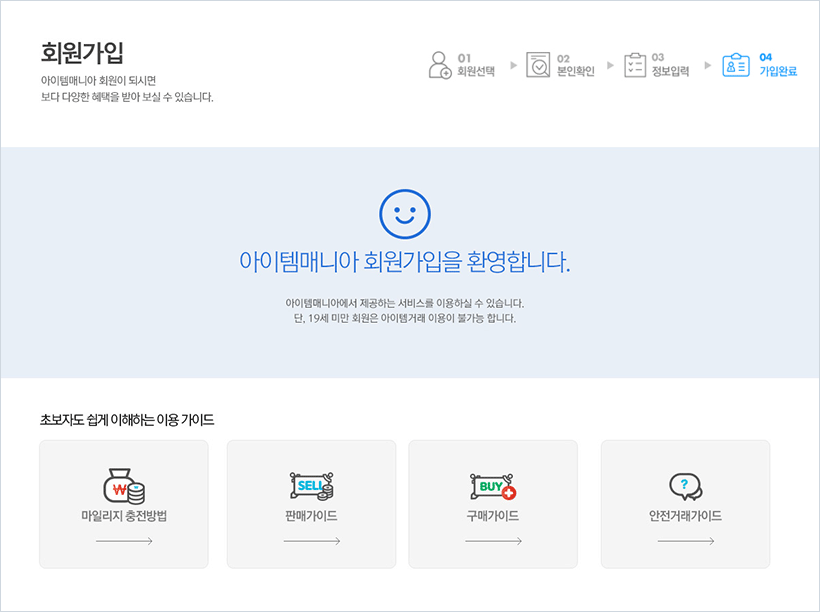 회원가입
아이템매니아 회원이 되시면
보다 다양한 혜택을 받아 보실 수 있습니다.
01
회원선택
02
본인확인
03
정보입력
04
가입완료
아이템매니아 회원가입을 환영합니다.
아이템매니아에서 제공하는 서비스를 이용하실 수 있습니다.
단, 19세 미만 회원은 아이템거래 이용이 불가능 합니다.
초보자도 쉽게 이해하는 이용 가이드
₩
마일리지 충전방법
SELL
판매가이드
BUY
구매가이드
?
안전거래가이드